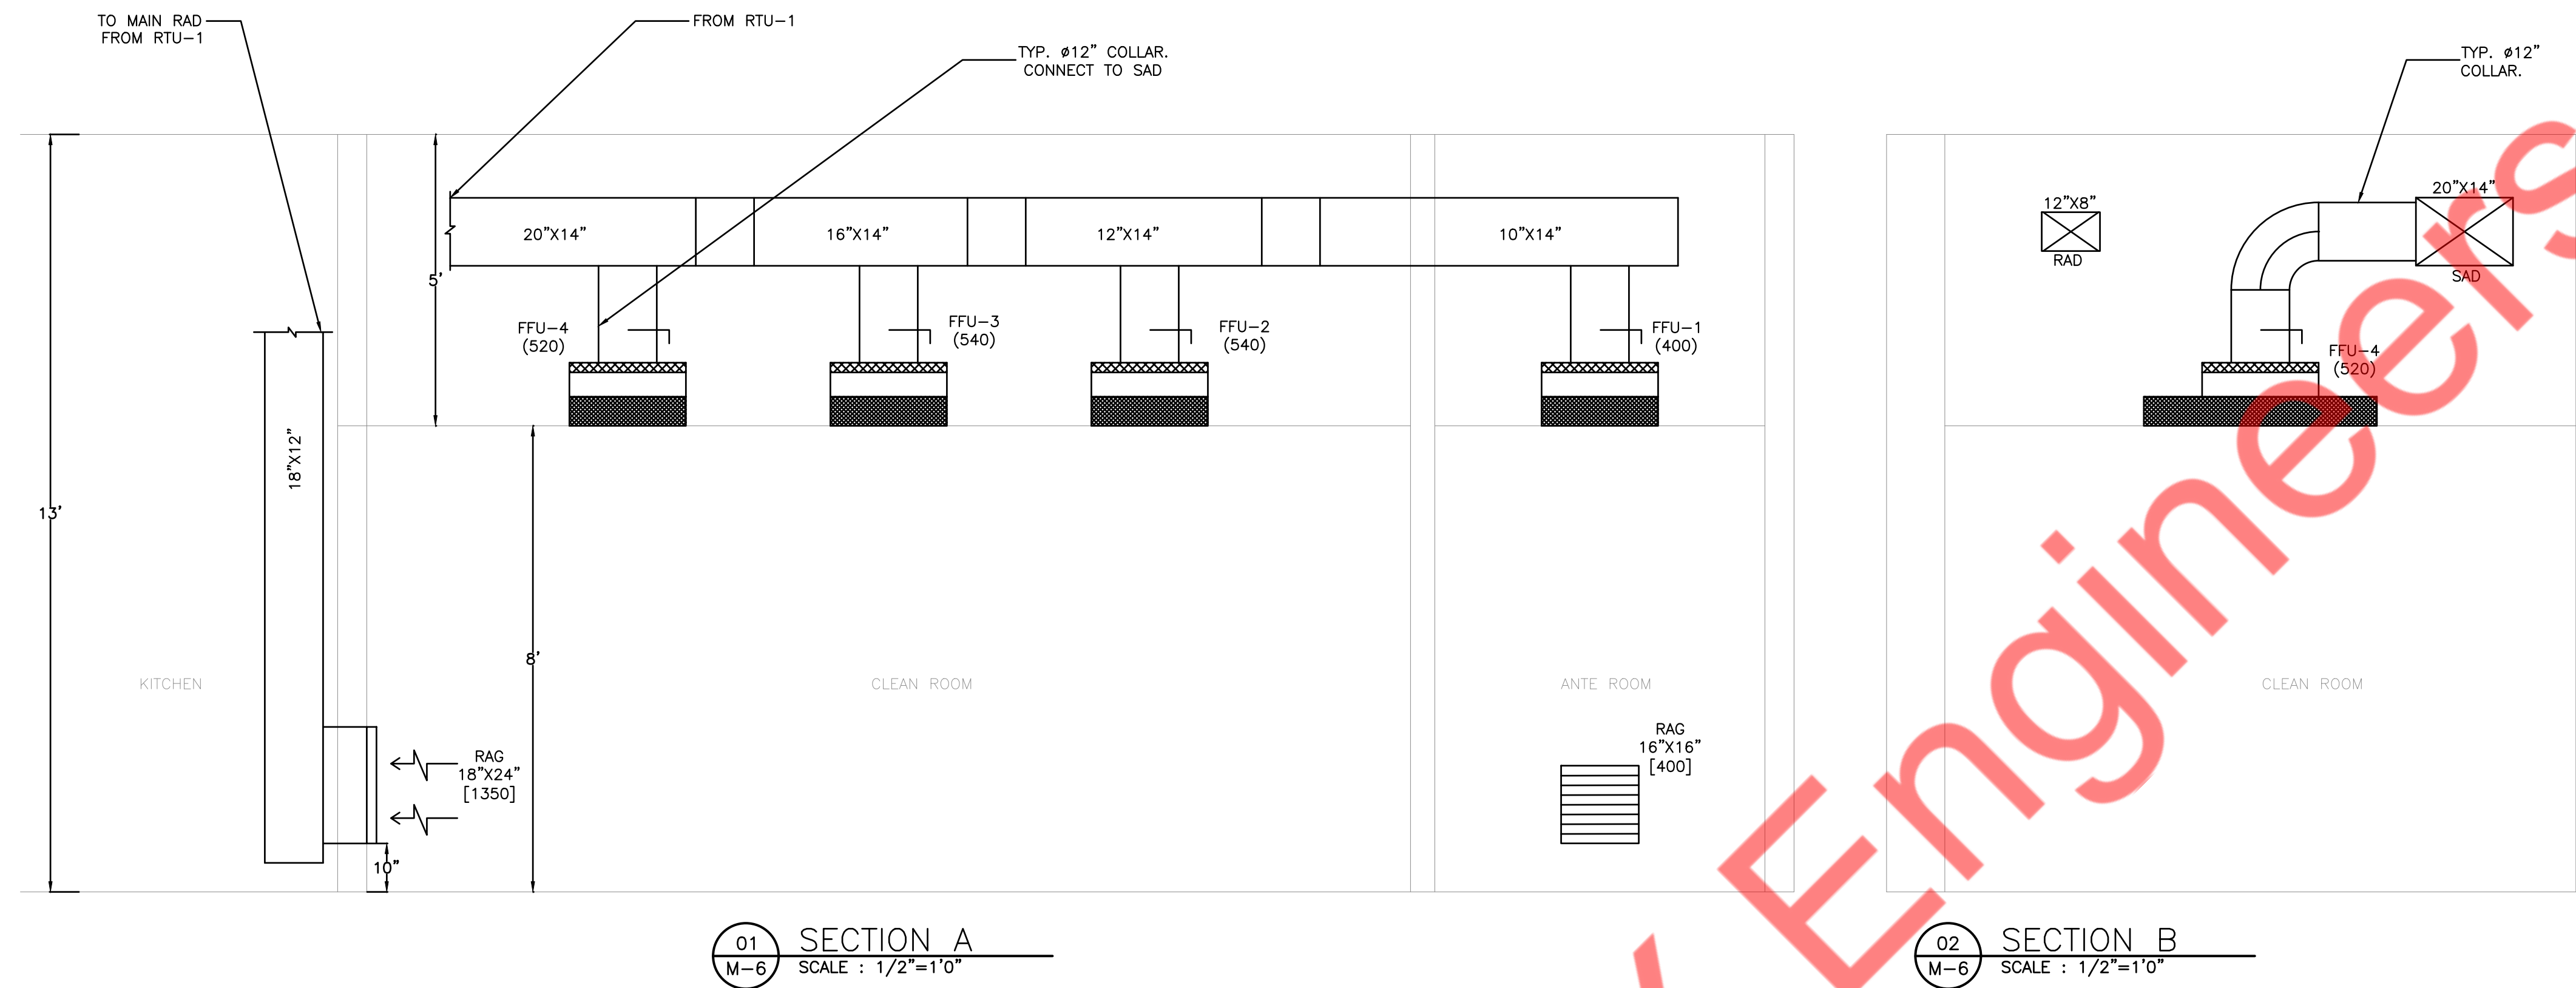 TO MAIN RAD
FROM RTU-1
FROM RTU-1
TYP. ø12" COLLAR.
CONNECT TO SAD
20"X14"
16"X14"
12"X14"
10"X14"
5'
FFU-4
(520)
FFU-3
(540)
FFU-2
(540)
FFU-1
(400)
18"X12"
13'
8'
KITCHEN
CLEAN ROOM
ANTE ROOM
RAG
18"X24"
[1350]
10"
RAG
16"X16"
[400]
01
M-6
SECTION A
SCALE : 1/2"=1'0"
TYP. ø12"
COLLAR.
12"X8"
RAD
20"X14"
SAD
FFU-4
(520)
CLEAN ROOM
02
M-6
SECTION B
SCALE : 1/2"=1'0"
Engineers